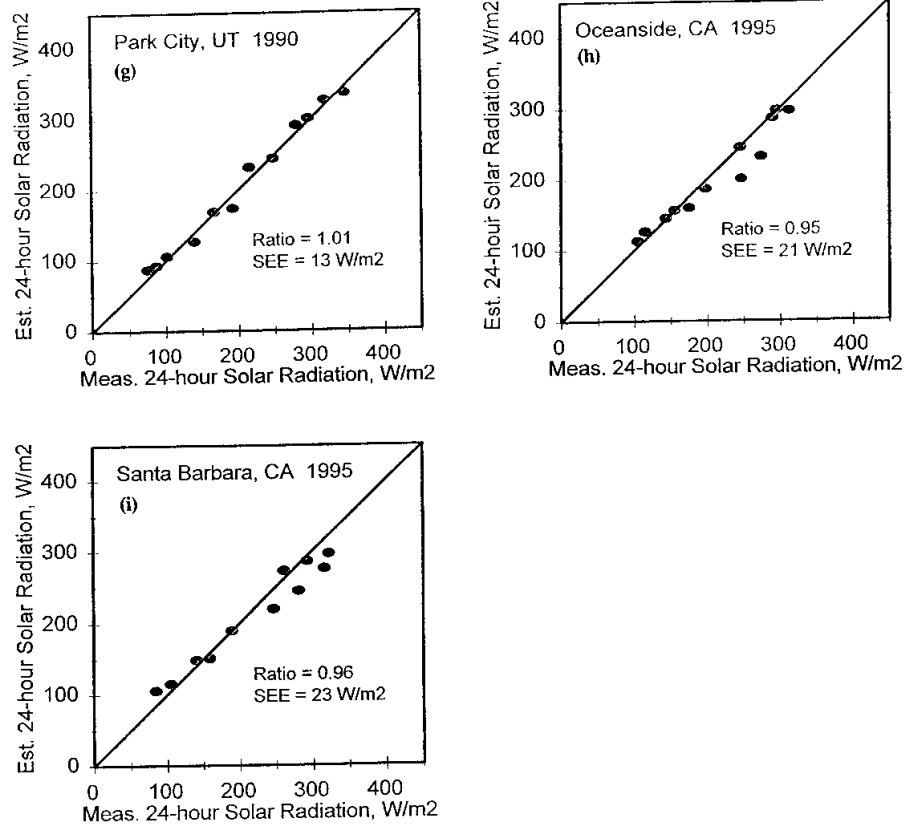 Est. 24-hour Solar Radiation, W/m2
400
300
200
100
0
Park City, UT 1990
(g)
Ratio = 1.01
SEE = 13 W/m2
0 100 200 300 400
Meas. 24-hour Solar Radiation, W/m2
Est. 24-hour Solar Radiation, W/m2
400
300
200
100
0
Oceanside, CA 1995
(h)
Ratio = 0.95
SEE = 21 W/m2
0 100 200 300 400
Meas. 24-hour Solar Radiation, W/m2
Est. 24-hour Solar Radiation, W/m2
400
300
200
100
0
Santa Barbara, CA 1995
(i)
Ratio = 0.96
SEE = 23 W/m2
0 100 200 300 400
Meas. 24-hour Solar Radiation, W/m2